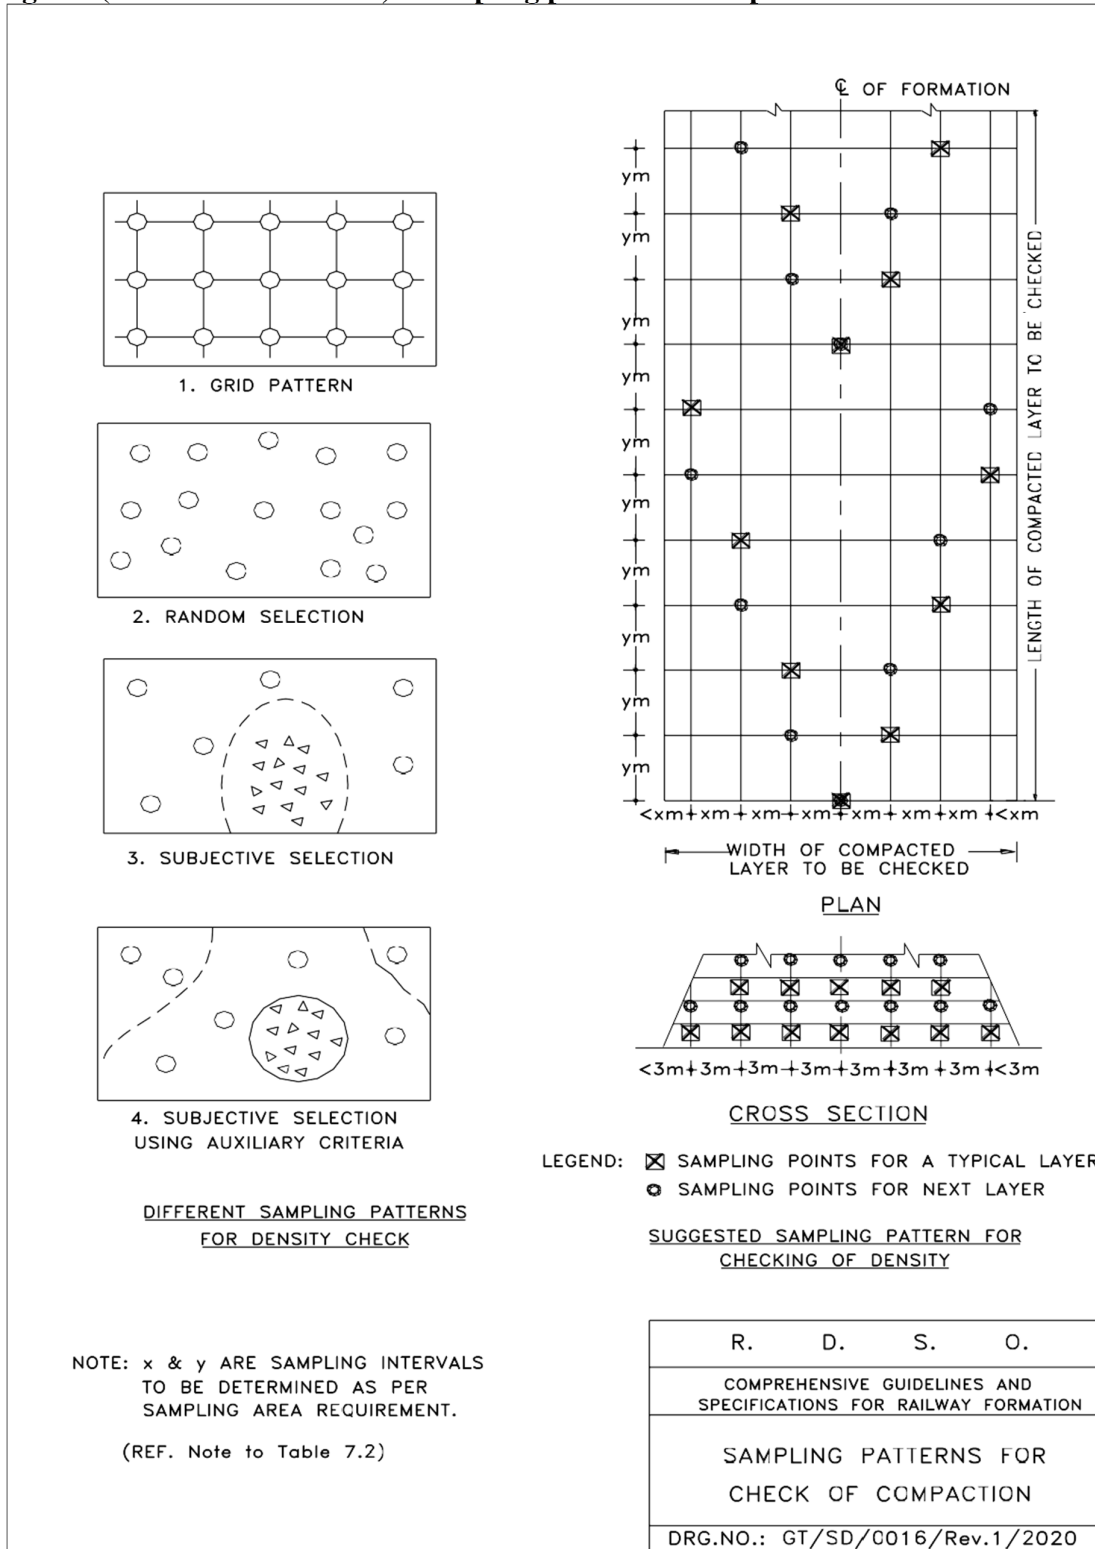 ℄ OF FORMATION
ym
ym
ym
ym
ym
ym
ym
ym
ym
ym
LENGTH OF COMPACTED LAYER TO BE CHECKED
<xm xm xm xm xm xm <xm
WIDTH OF COMPACTED
LAYER TO BE CHECKED
PLAN
<3m 3m 3m 3m 3m 3m 3m <3m
CROSS SECTION
LEGEND: SAMPLING POINTS FOR A TYPICAL LAYER
SAMPLING POINTS FOR NEXT LAYER
SUGGESTED SAMPLING PATTERN FOR
CHECKING OF DENSITY
1. GRID PATTERN
2. RANDOM SELECTION
3. SUBJECTIVE SELECTION
4. SUBJECTIVE SELECTION
USING AUXILIARY CRITERIA
DIFFERENT SAMPLING PATTERNS
FOR DENSITY CHECK
NOTE: x & y ARE SAMPLING INTERVALS
TO BE DETERMINED AS PER
SAMPLING AREA REQUIREMENT.
(REF. Note to Table 7.2)
R. D. S. O.
COMPREHENSIVE GUIDELINES AND
SPECIFICATIONS FOR RAILWAY FORMATION
SAMPLING PATTERNS FOR
CHECK OF COMPACTION
DRG.NO.: GT/SD/0016/Rev.1/2020